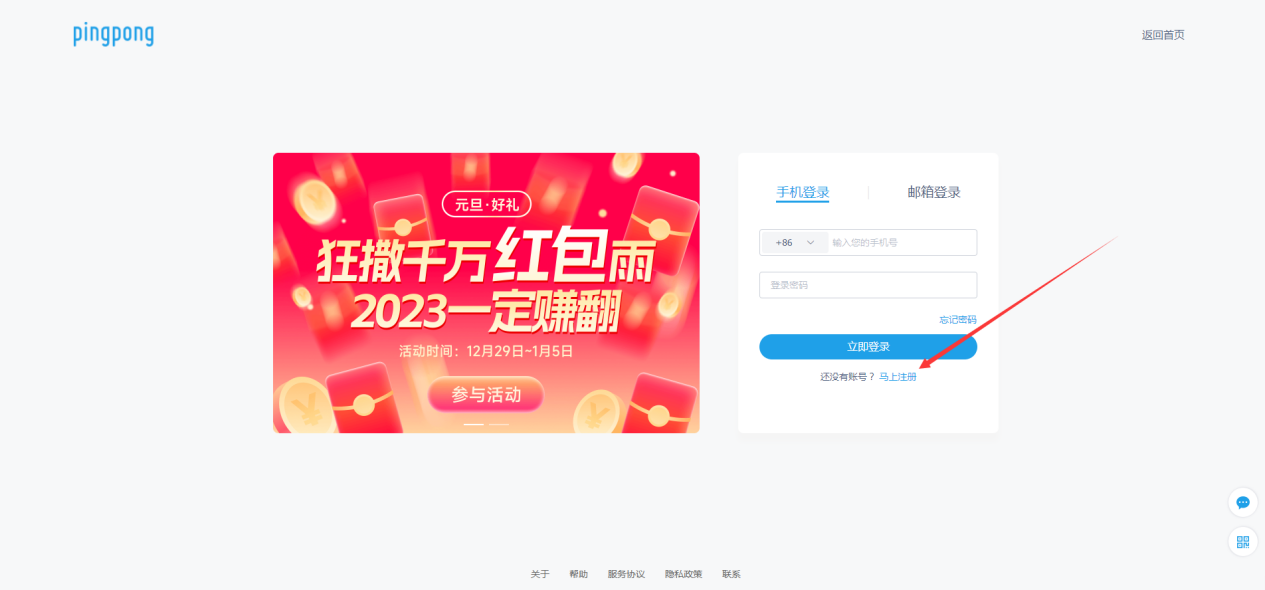 pingpong
返回首页
元旦·好礼
狂撒千万红包雨
2023一定赚翻
活动时间：12月29日~1月5日
参与活动
手机登录
邮箱登录
+86
输入您的手机号
登录密码
忘记密码
立即登录
还没有账号？马上注册
关于 帮助 服务协议 隐私政策 联系